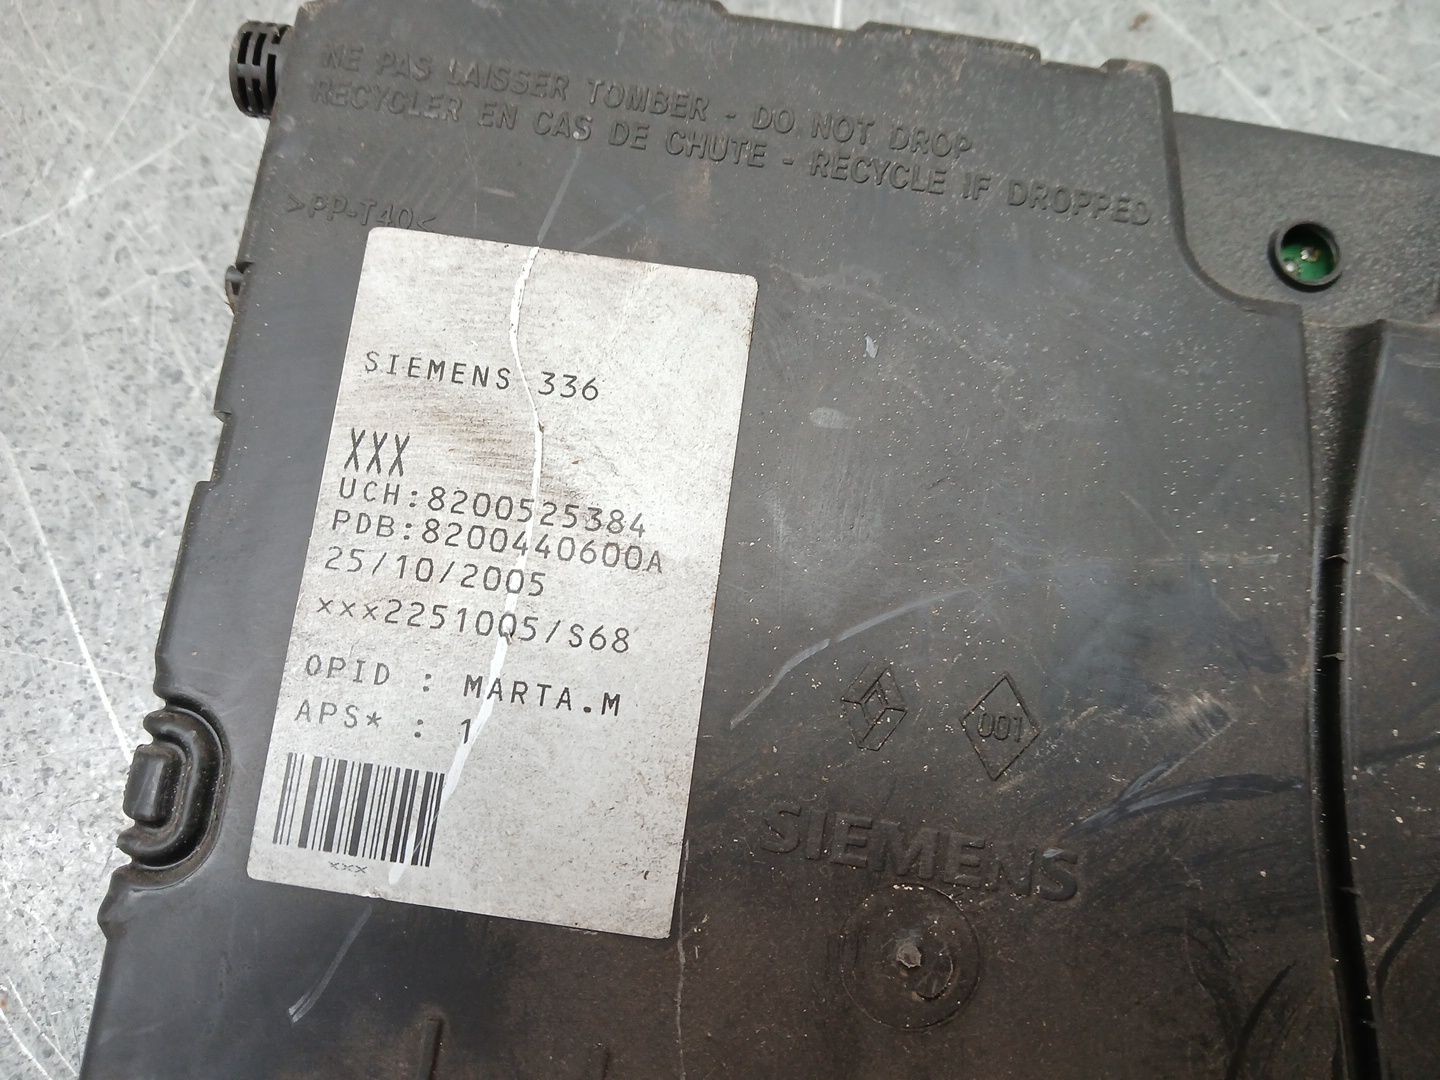 NE PAS LAISSER TOMBER - DO NOT DROP
RECYCLER EN CAS DE CHUTE - RECYCLE IF DROPPED
>PP-T40<
SIEMENS 336
XXX
UCH:8200525384
PDB:8200440600A
25/10/2005
xxx2251005/S68
OPID : MARTA.M
APS* : 1
xxx
001
SIEMENS